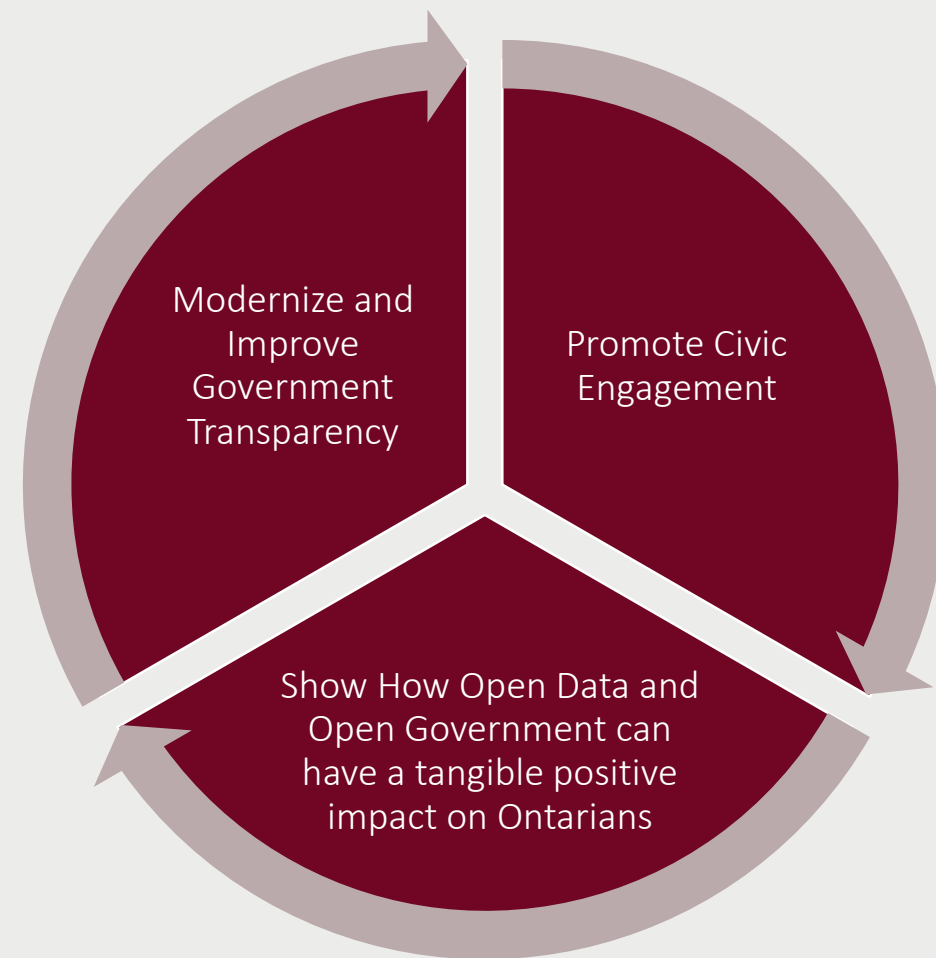 Modernize and
Improve
Government
Transparency
Promote Civic
Engagement
Show How Open Data and
Open Government can
have a tangible positive
impact on Ontarians